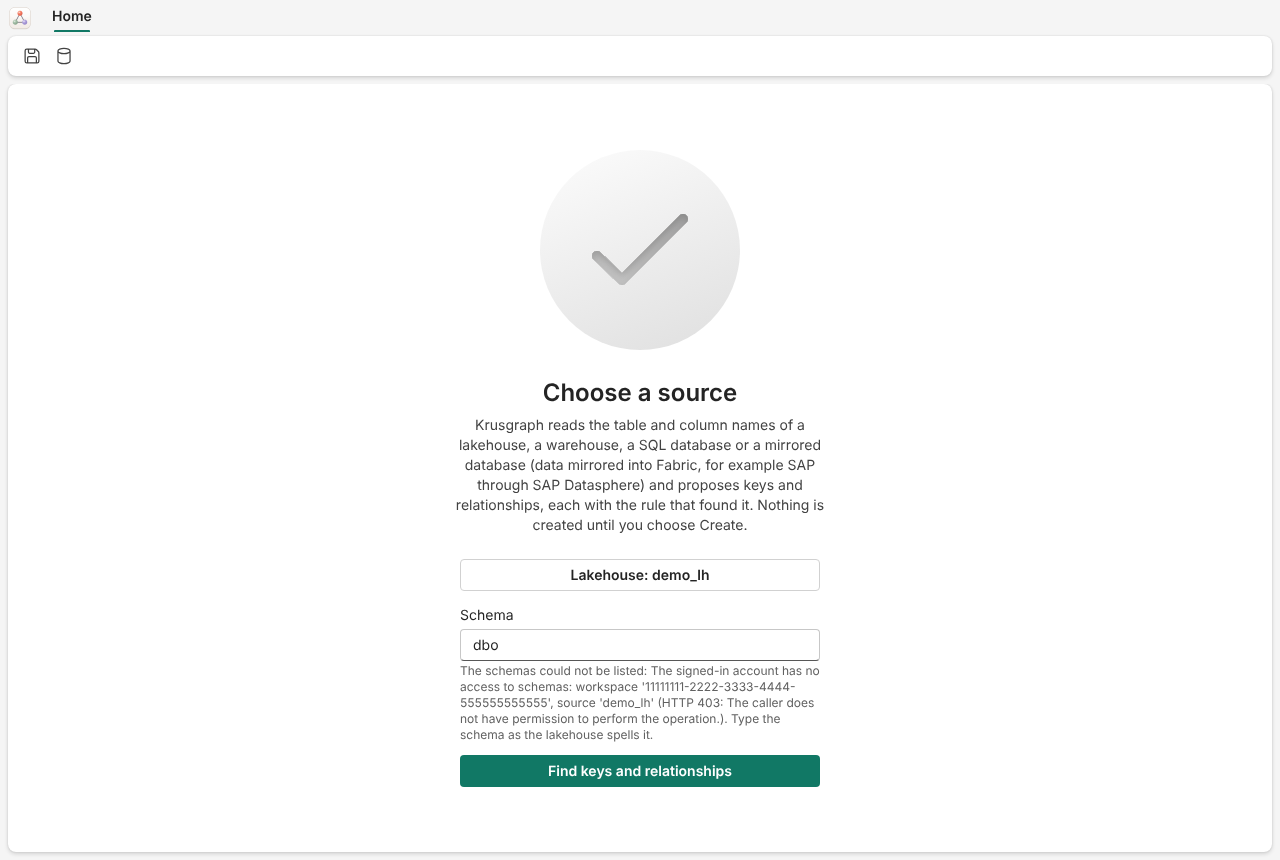 Home
Choose a source
Krusgraph reads the table and column names of a
lakehouse, a warehouse, a SQL database or a mirrored
database (data mirrored into Fabric, for example SAP
through SAP Datasphere) and proposes keys and
relationships, each with the rule that found it. Nothing is
created until you choose Create.
Lakehouse: demo_lh
Schema
dbo
The schemas could not be listed: The signed-in account has no
access to schemas: workspace '11111111-2222-3333-4444-
555555555555', source 'demo_lh' (HTTP 403: The caller does
not have permission to perform the operation.). Type the
schema as the lakehouse spells it.
Find keys and relationships